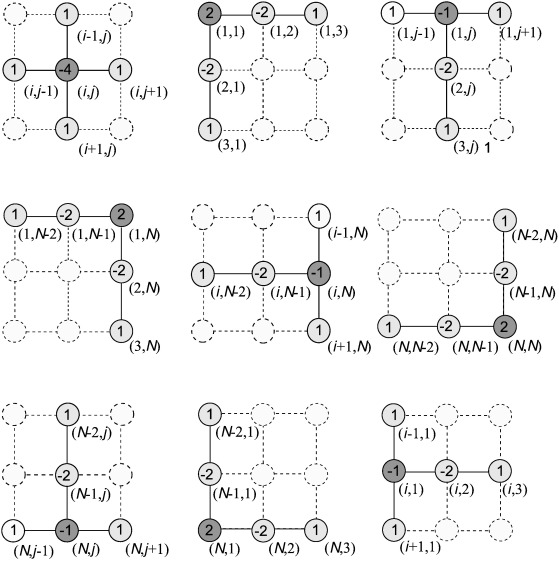 1
(i-1,j)
1 -4 1
(i,j-1) (i,j) (i,j+1)
1
(i+1,j)
2 -2 1
(1,1) (1,2) (1,3)
-2
(2,1)
1
(3,1)
1 -1 1
(1,j-1) (1,j) (1,j+1)
-2
(2,j)
1
(3,j) 1
1 -2 2
(1,N-2) (1,N-1) (1,N)
-2
(2,N)
1
(3,N)
1
(i-1,N)
1 -2 -1
(i,N-2) (i,N-1) (i,N)
1
(i+1,N)
1
(N-2,N)
-2
(N-1,N)
1 -2 2
(N,N-2) (N,N-1) (N,N)
1
(N-2,j)
-2
(N-1,j)
1 -1 1
(N,j-1) (N,j) (N,j+1)
1
(N-2,1)
-2
(N-1,1)
2 -2 1
(N,1) (N,2) (N,3)
1
(i-1,1)
-1 -2 1
(i,1) (i,2) (i,3)
1
(i+1,1)